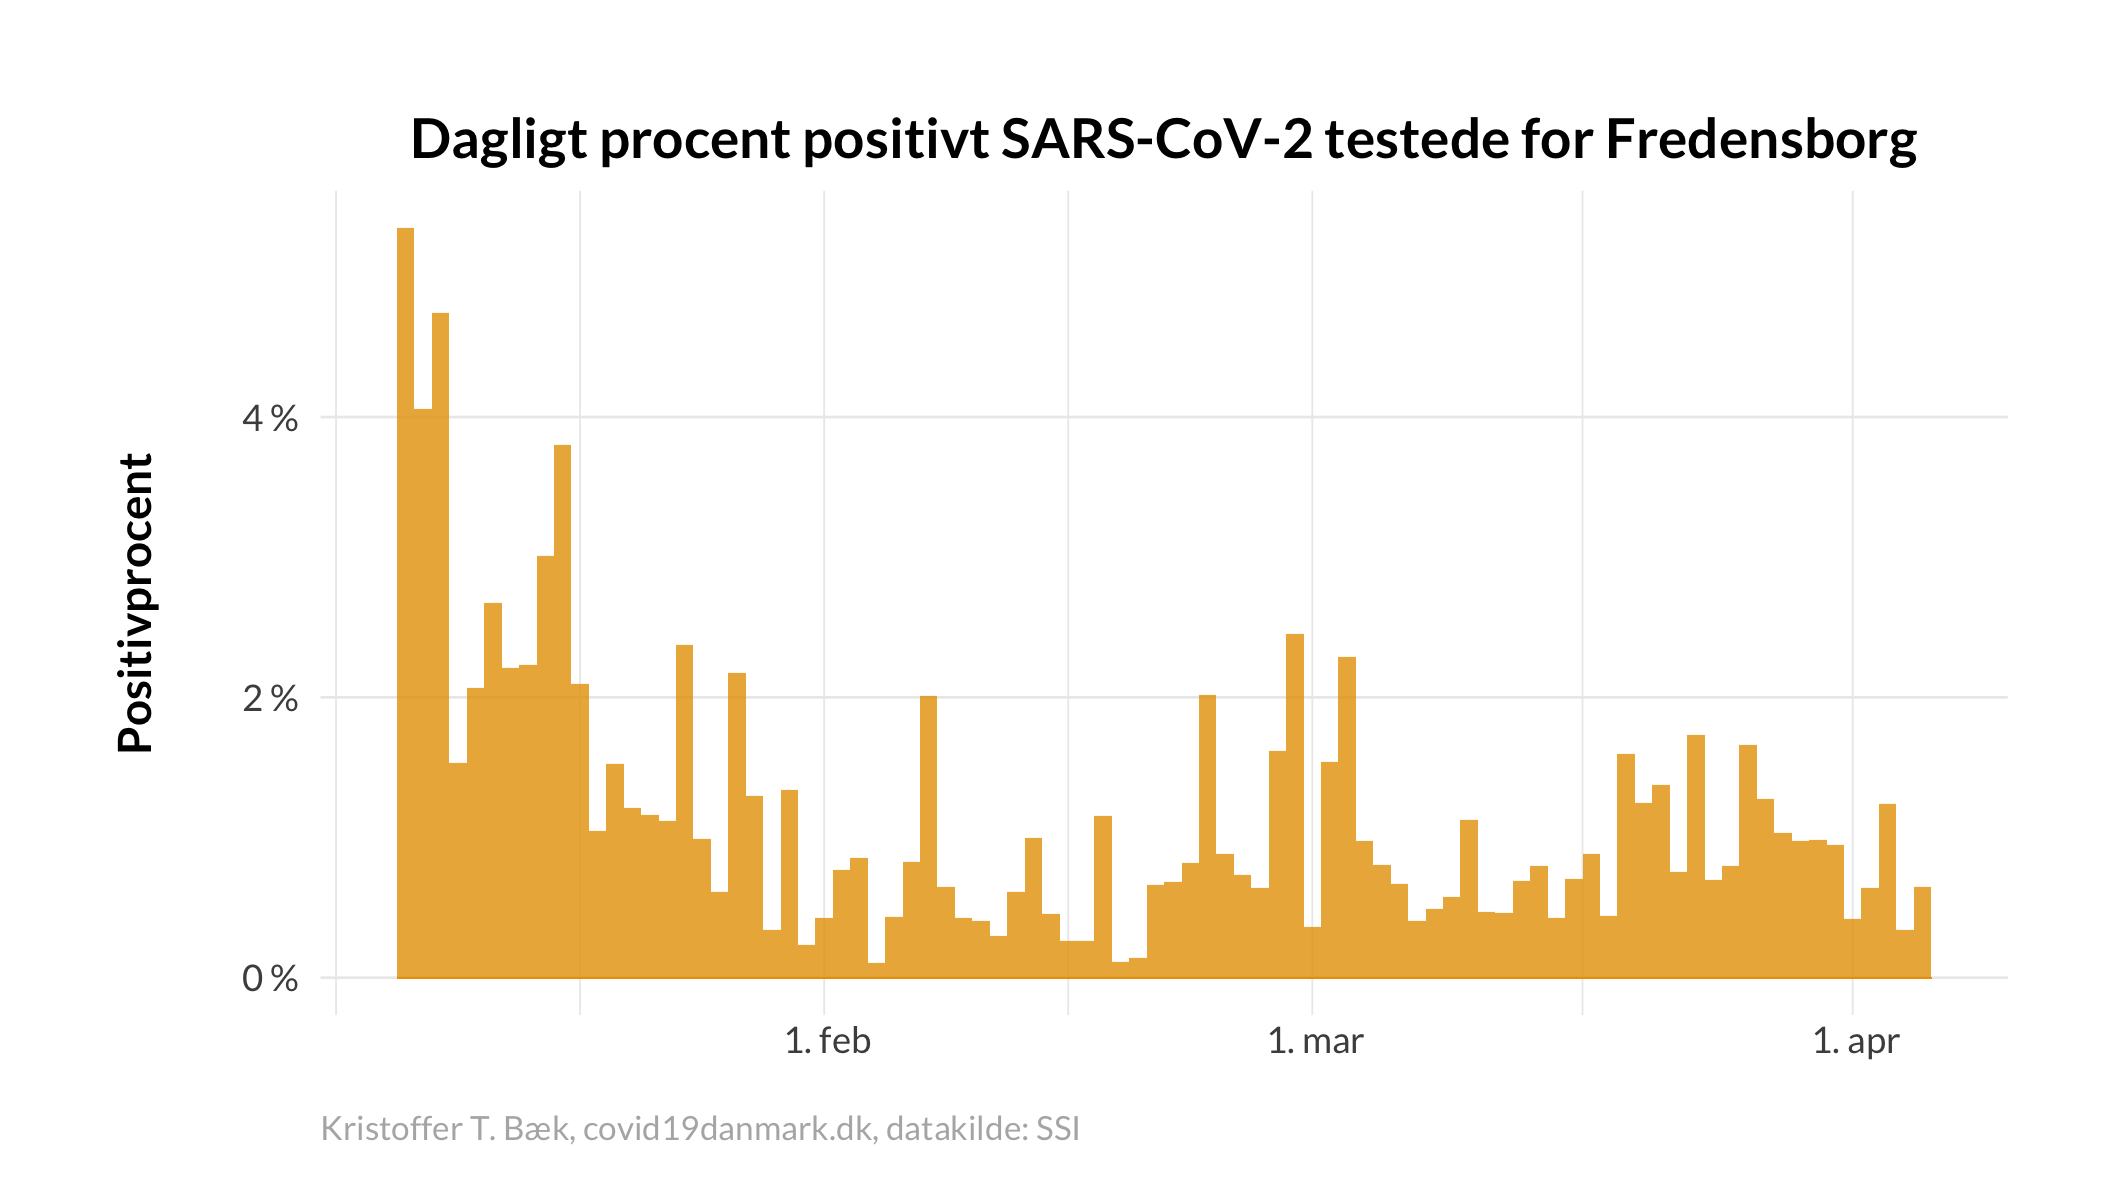 Dagligt procent positivt SARS-CoV-2 testede for Fredensborg
Positivprocent
4 %
2 %
0 %
1. feb
1. mar
1. apr
Kristoffer T. Bæk, covid19danmark.dk, datakilde: SSI